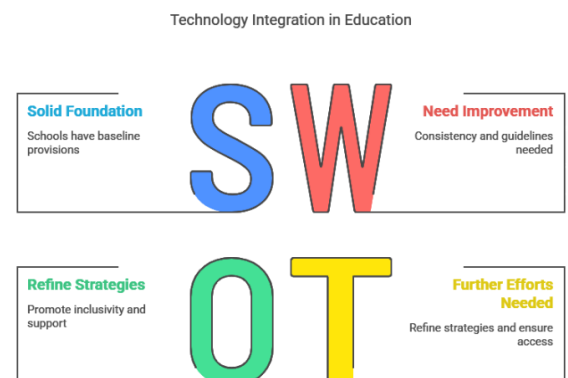 Technology Integration in Education
S W
Solid Foundation
Schools have baseline
provisions
Need Improvement
Consistency and guidelines
needed
O T
Refine Strategies
Promote inclusivity and
support
Further Efforts
Needed
Refine strategies and ensure
access